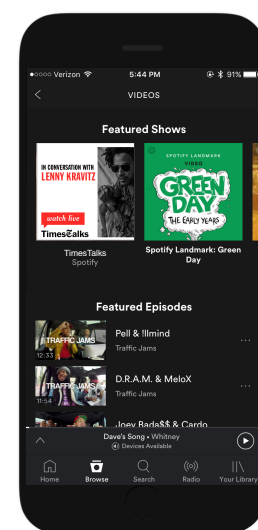 Verizon
5:44 PM
91%
VIDEOS
Featured Shows
IN CONVERSATION WITH
LENNY KRAVITZ
watch live
TimesTalks
SPOTIFY LANDMARK
VIDEO
GREEN
DAY
THE EARLY YEARS
TimesTalks
Spotify
Spotify Landmark: Green
Day
Featured Episodes
TRAFFIC JAMS
12:33
Pell & !llmind
Traffic Jams
TRAFFIC JAMS
11:54
D.R.A.M. & MeloX
Traffic Jams
Joey Bada$$ & Cardo
Dave's Song • Whitney
Devices Available
Home
Browse
Search
Radio
Your Library